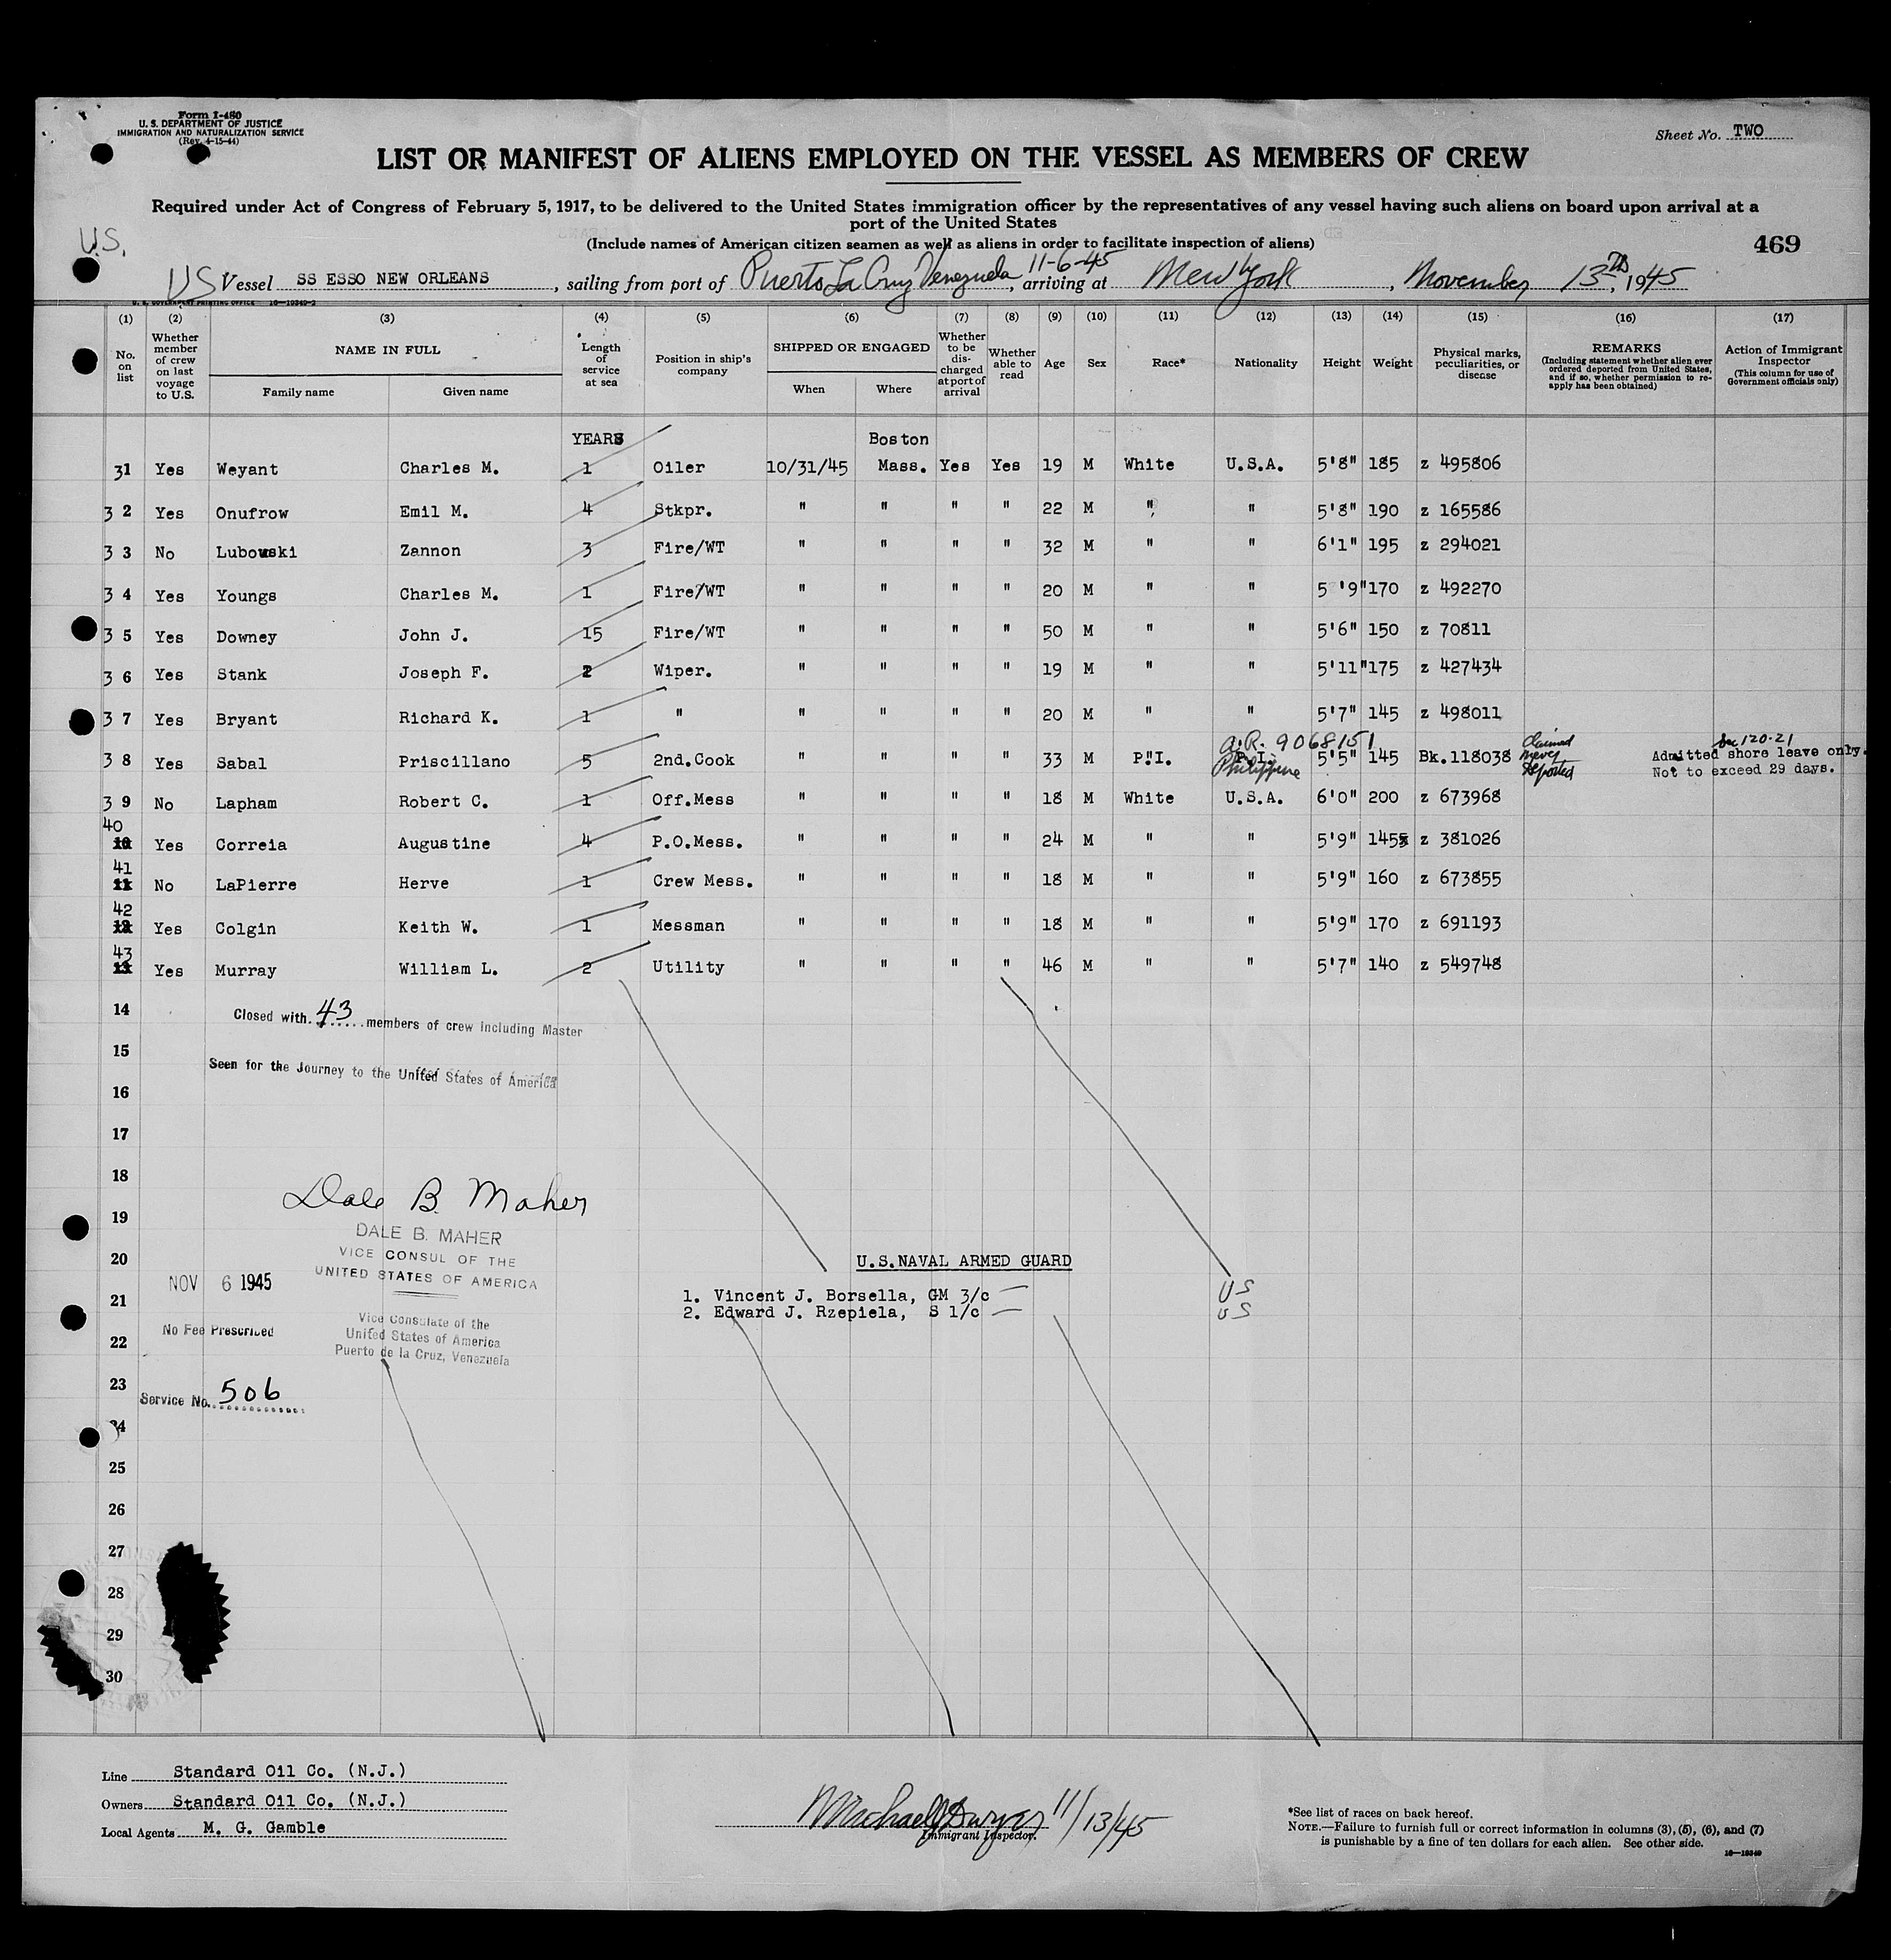 Form I-480
U. S. DEPARTMENT OF JUSTICE
IMMIGRATION AND NATURALIZATION SERVICE
(Rev. 4-15-44)
Sheet No. TWO
LIST OR MANIFEST OF ALIENS EMPLOYED ON THE VESSEL AS MEMBERS OF CREW
Required under Act of Congress of February 5, 1917, to be delivered to the United States immigration officer by the representatives of any vessel having such aliens on board upon arrival at a
port of the United States
(Include names of American citizen seamen as well as aliens in order to facilitate inspection of aliens)
469
U.S.
US Vessel SS ESSO NEW ORLEANS, sailing from port of Puerto La Cruz Venezuela 11-6-45, arriving at New York, November 13th, 1945
U. S. GOVERNMENT PRINTING OFFICE 16-19349-2
(1) No. on list
(2) Whether member of crew on last voyage to U.S.
(3) NAME IN FULL Family name Given name
(4) *Length of service at sea
(5) Position in ship's company
(6) SHIPPED OR ENGAGED When Where
(7) Whether to be discharged at port of arrival
(8) Whether able to read
(9) Age
(10) Sex
(11) Race*
(12) Nationality
(13) Height
(14) Weight
(15) Physical marks, peculiarities, or disease
(16) REMARKS (Including statement whether alien ever ordered deported from United States, and if so, whether permission to re-apply has been obtained)
(17) Action of Immigrant Inspector (This column for use of Government officials only)
YEARS Boston
31 Yes Weyant Charles M. 1 Oiler 10/31/45 Mass. Yes Yes 19 M White U.S.A. 5'8" 185 z 495806
32 Yes Onufrow Emil M. 4 Stkpr. " " " " 22 M " " 5'8" 190 z 165586
33 No Lubowski Zannon 3 Fire/WT " " " " 32 M " " 6'1" 195 z 294021
34 Yes Youngs Charles M. 1 Fire/WT " " " " 20 M " " 5'9" 170 z 492270
35 Yes Downey John J. 15 Fire/WT " " " " 50 M " " 5'6" 150 z 70811
36 Yes Stank Joseph F. 2 Wiper. " " " " 19 M " " 5'11" 175 z 427434
37 Yes Bryant Richard K. 1 " " " " " 20 M " " 5'7" 145 z 498011
A.R. 9068151
38 Yes Sabal Priscillano 5 2nd.Cook " " " " 33 M P.I. P.I. Philippine 5'5" 145 Bk.118038 Claimed never deported 120-21 Admitted shore leave only. Not to exceed 29 days.
39 No Lapham Robert C. 1 Off.Mess " " " " 18 M White U.S.A. 6'0" 200 z 673968
40 Yes Correia Augustine 4 P.O.Mess. " " " " 24 M " " 5'9" 145 z 381026
41 No LaPierre Herve 1 Crew Mess. " " " " 18 M " " 5'9" 160 z 673855
42 Yes Colgin Keith W. 1 Messman " " " " 18 M " " 5'9" 170 z 691193
43 Yes Murray William L. 2 Utility " " " " 46 M " " 5'7" 140 z 549748
14 Closed with 43 members of crew including Master
15 Seen for the Journey to the United States of America
16
17
18
Dale B. Maher
19 DALE B. MAHER
20 VICE CONSUL OF THE
UNITED STATES OF AMERICA
U.S.NAVAL ARMED GUARD
NOV 6 1945
21 1. Vincent J. Borsella, GM 3/c US
2. Edward J. Rzepiela, S 1/c US
Vice Consulate of the
United States of America
Puerto de la Cruz, Venezuela
No Fee Prescribed
22
23
Service No. 506
24
25
26
27
28
29
30
Line Standard Oil Co. (N.J.)
Owners Standard Oil Co. (N.J.)
Local Agents M. G. Gamble
Michael J Dwyer 11/13/45
Immigrant Inspector.
*See list of races on back hereof.
NOTE.—Failure to furnish full or correct information in columns (3), (5), (6), and (7)
is punishable by a fine of ten dollars for each alien. See other side.
16—19349